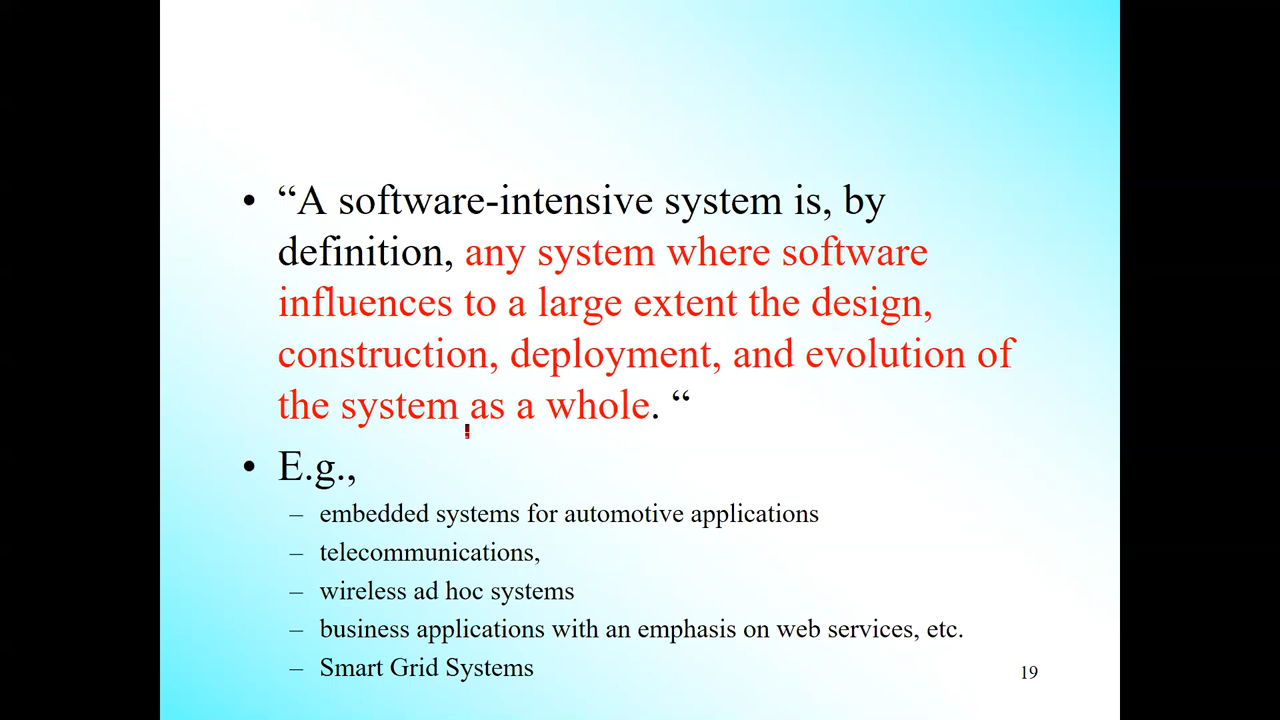 • “A software-intensive system is, by
definition, any system where software
influences to a large extent the design,
construction, deployment, and evolution of
the system as a whole. “
• E.g.,
– embedded systems for automotive applications
– telecommunications,
– wireless ad hoc systems
– business applications with an emphasis on web services, etc.
– Smart Grid Systems
19